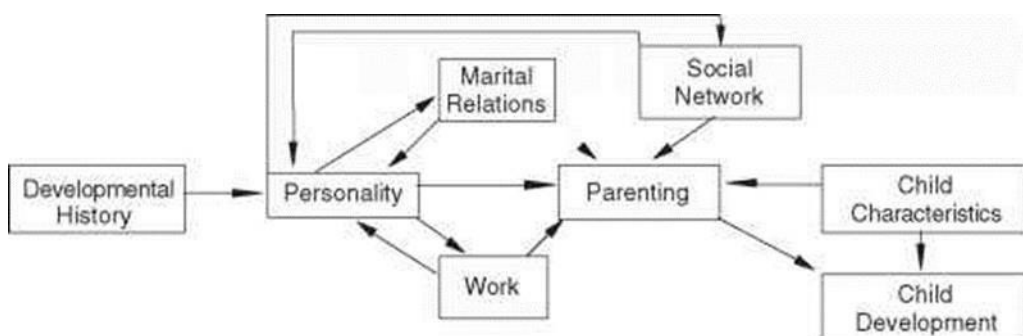 Marital
Relations
Social
Network
Developmental
History
Personality
Parenting
Child
Characteristics
Work
Child
Development